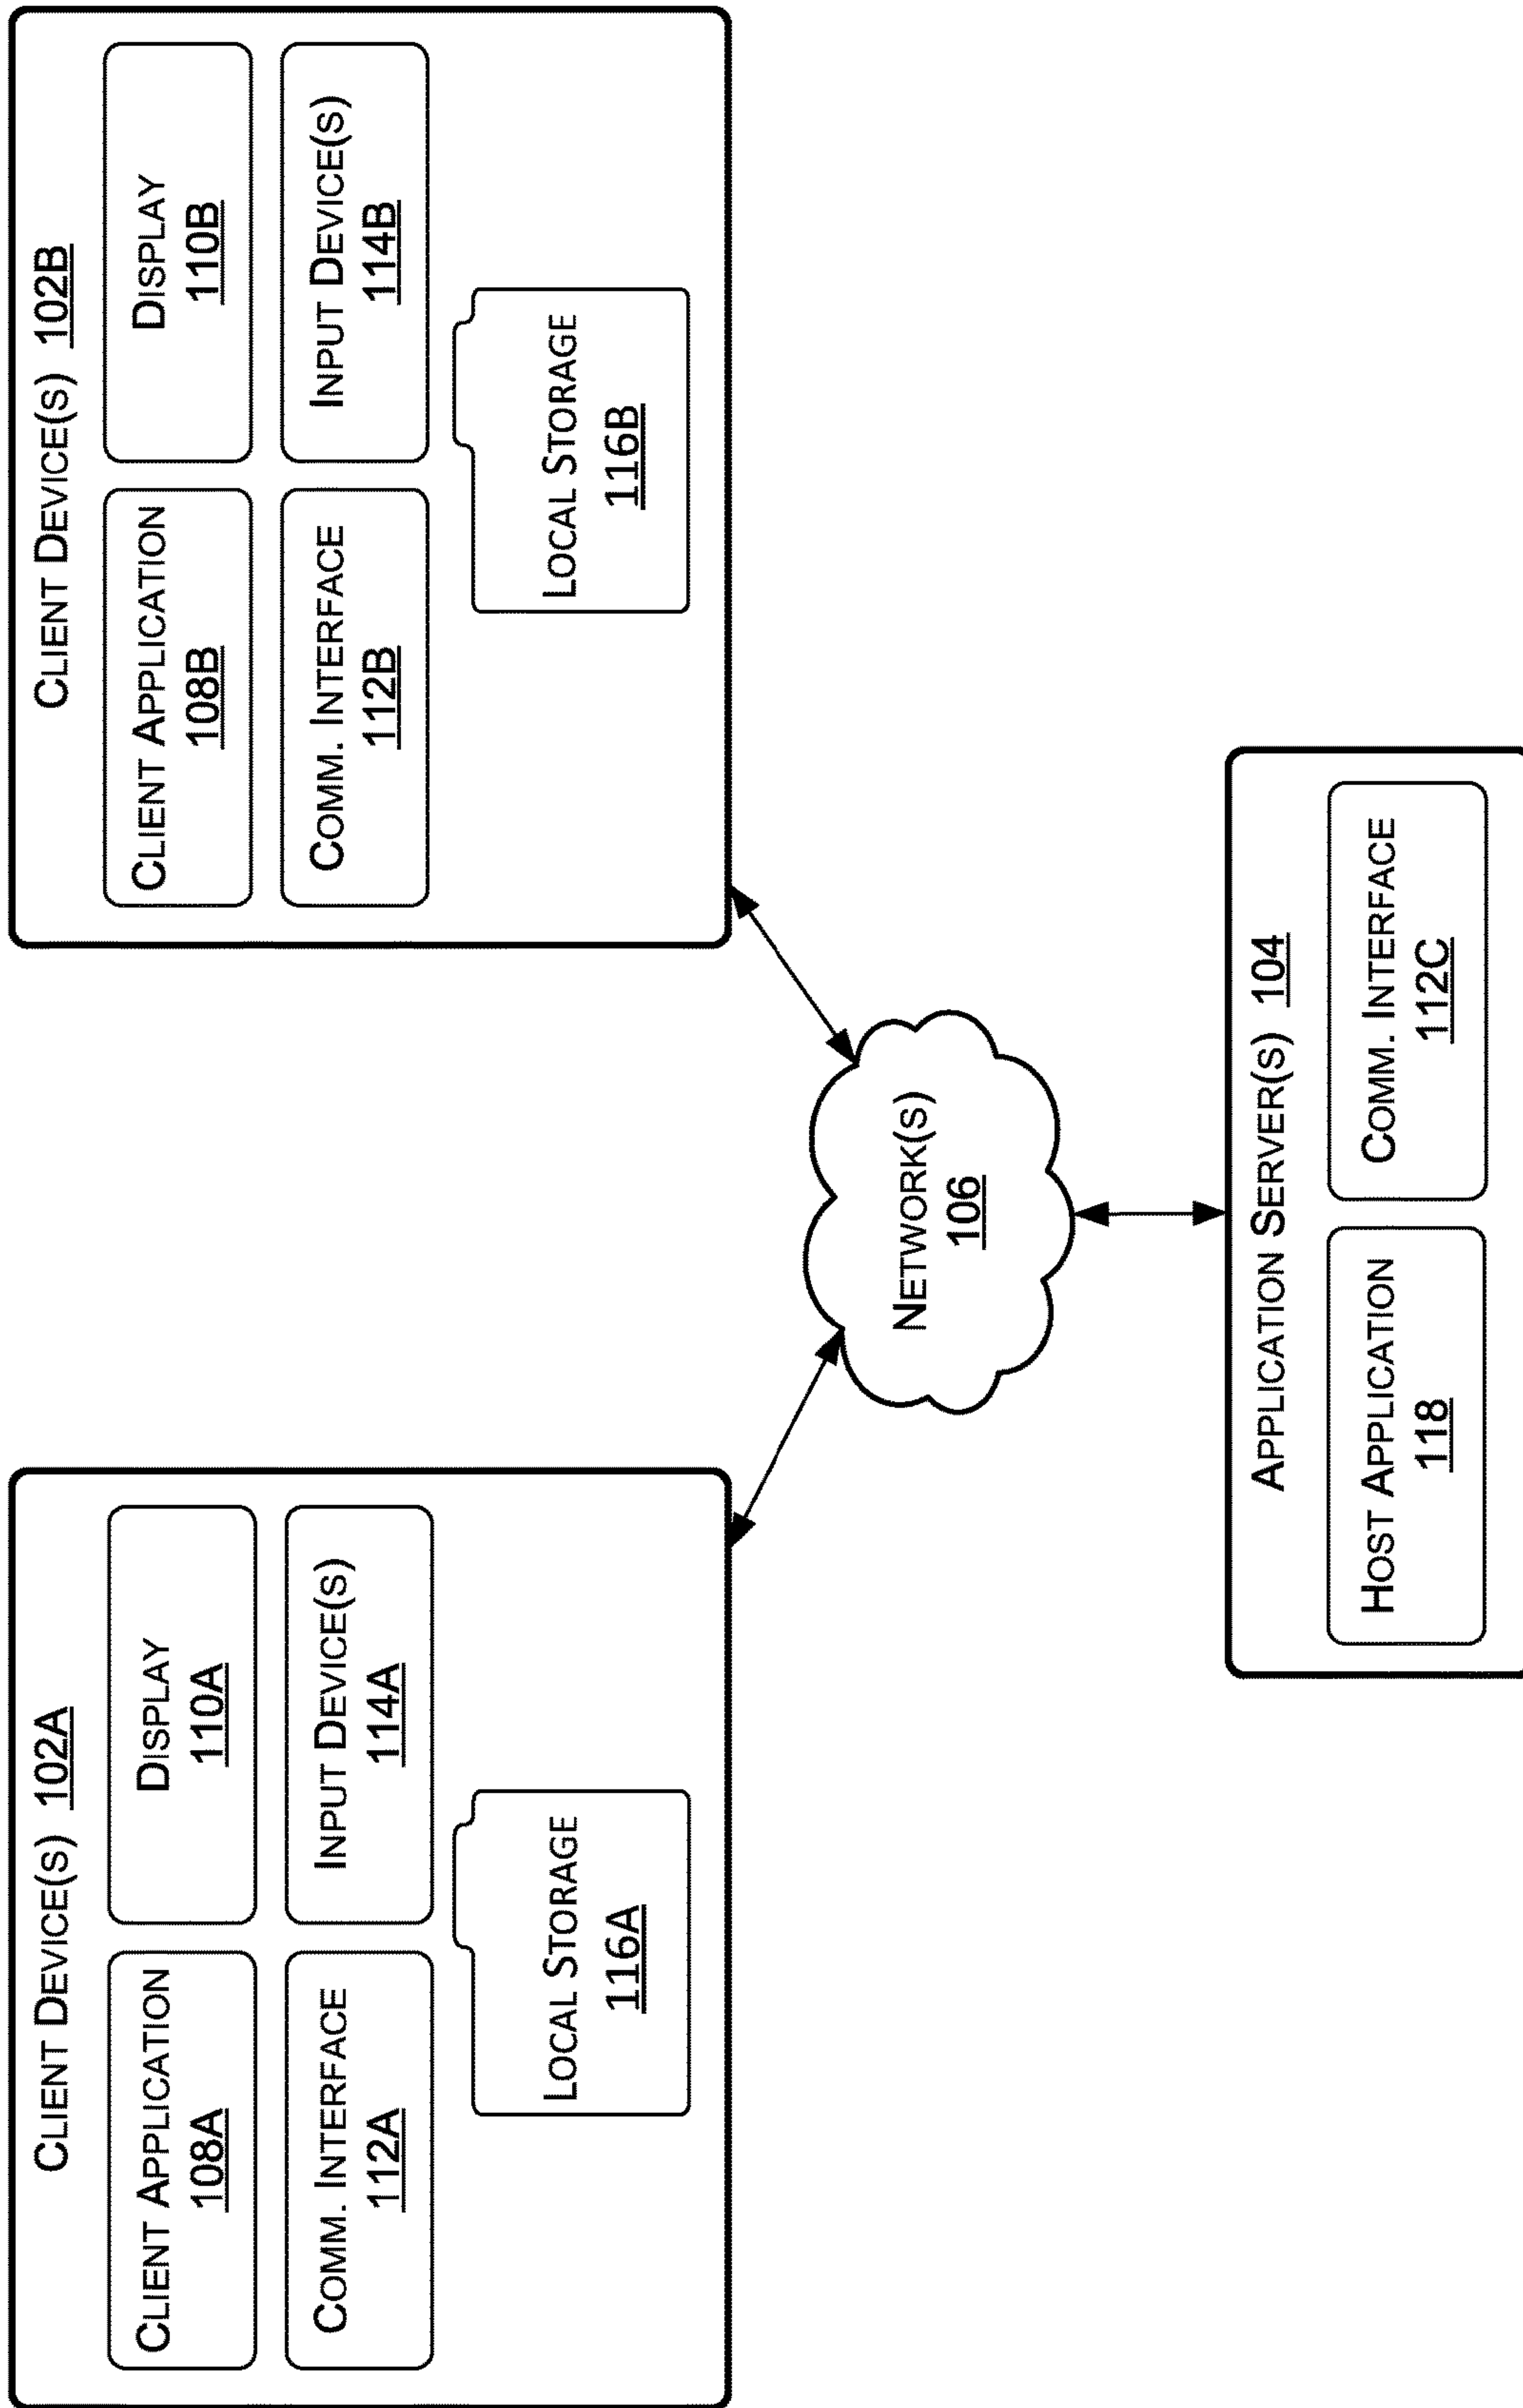 CLIENT DEVICE(S) 102A
CLIENT APPLICATION
108A
DISPLAY
110A
COMM. INTERFACE
112A
INPUT DEVICE(S)
114A
LOCAL STORAGE
116A
CLIENT DEVICE(S) 102B
CLIENT APPLICATION
108B
DISPLAY
110B
COMM. INTERFACE
112B
INPUT DEVICE(S)
114B
LOCAL STORAGE
116B
NETWORK(S)
106
APPLICATION SERVER(S) 104
HOST APPLICATION
118
COMM. INTERFACE
112C